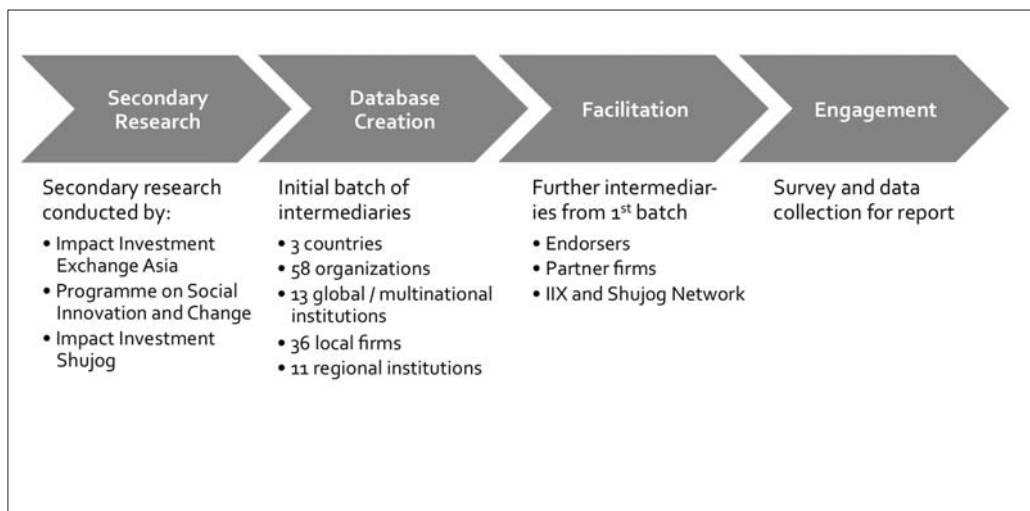 Secondary
Research
Database
Creation
Facilitation
Engagement
Secondary research
conducted by:
• Impact Investment
Exchange Asia
• Programme on Social
Innovation and Change
• Impact Investment
Shujog
Initial batch of
intermediaries
• 3 countries
• 58 organizations
• 13 global / multinational
institutions
• 36 local firms
• 11 regional institutions
Further intermediar-
ies from 1st batch
• Endorsers
• Partner firms
• IIX and Shujog Network
Survey and data
collection for report